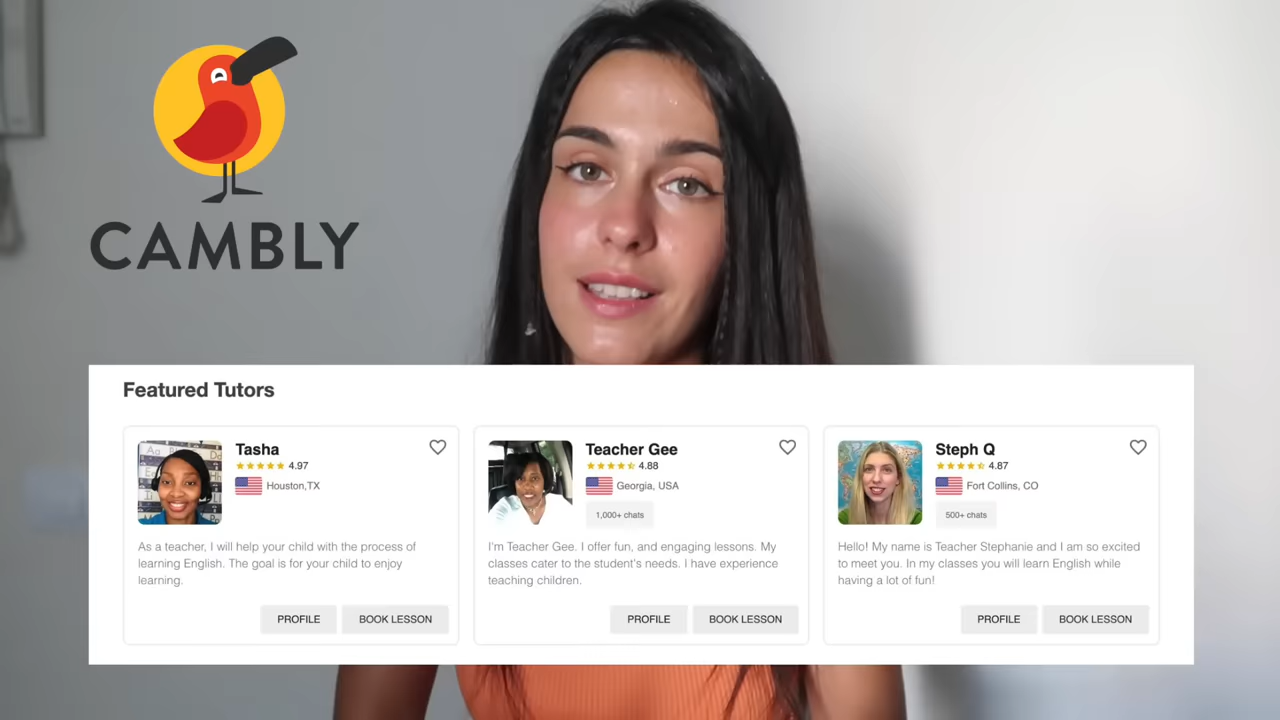 CAMBLY
Featured Tutors
Tasha
4.97
Houston,TX
As a teacher, I will help your child with the process of
learning English. The goal is for your child to enjoy
learning.
PROFILE
BOOK LESSON
Teacher Gee
4.88
Georgia, USA
1,000+ chats
I'm Teacher Gee. I offer fun, and engaging lessons. My
classes cater to the student's needs. I have experience
teaching children.
PROFILE
BOOK LESSON
Steph Q
4.87
Fort Collins, CO
500+ chats
Hello! My name is Teacher Stephanie and I am so excited
to meet you. In my classes you will learn English while
having a lot of fun!
PROFILE
BOOK LESSON